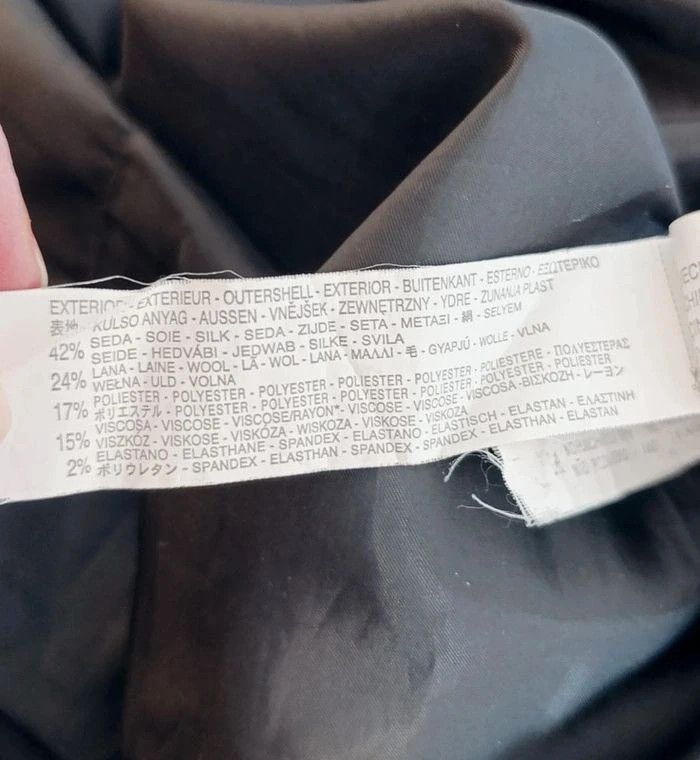 EXTERIOR - EXTERIEUR - OUTERSHELL - EXTERIOR - BUITENKANT - ESTERNO - ΕΞΩΤΕΡΙΚΟ
表地 - KÜLSO ANYAG - AUSSEN - VNĚJŠEK - ZEWNĘTRZNY - YDRE - ZUNANJA PLAST
42% SEDA - SOIE - SILK - SEDA - ZIJDE - SETA - ΜΕΤΑΞΙ - 絹 - SELYEM
SEIDE - HEDVÁBI - JEDWAB - SILKE - SVILA
24% LANA - LAINE - WOOL - LÃ - WOL - LANA - ΜΑΛΛΙ - 毛 - GYAPJÚ - WOLLE - VLNA
WEŁNA - ULD - VOLNA
17% POLIESTER - POLYESTER - POLYESTER - POLIESTER - POLYESTER - POLIESTERE - ΠΟΛΥΕΣΤΕΡΑΣ
ポリエステル - POLYESTER - POLYESTER - POLYESTER - POLIESTER - POLYESTER - POLIESTER
15% VISCOSA - VISCOSE - VISCOSE/RAYON* - VISCOSE - VISCOSE - VISCOSA - ΒΙΣΚΟΖΗ - レーヨン
VISZKÓZ - VISKOSE - VISKÓZA - WISKOZA - VISKOSE - VISKOZA
2% ELASTANO - ELASTHANE - SPANDEX - ELASTANO - ELASTAN - ELASTISCH - ELASTAN - ΕΛΑΣΤΙΝΗ
ポリウレタン - SPANDEX - ELASTHAN - SPANDEX - ELASTHAN - ELASTAN